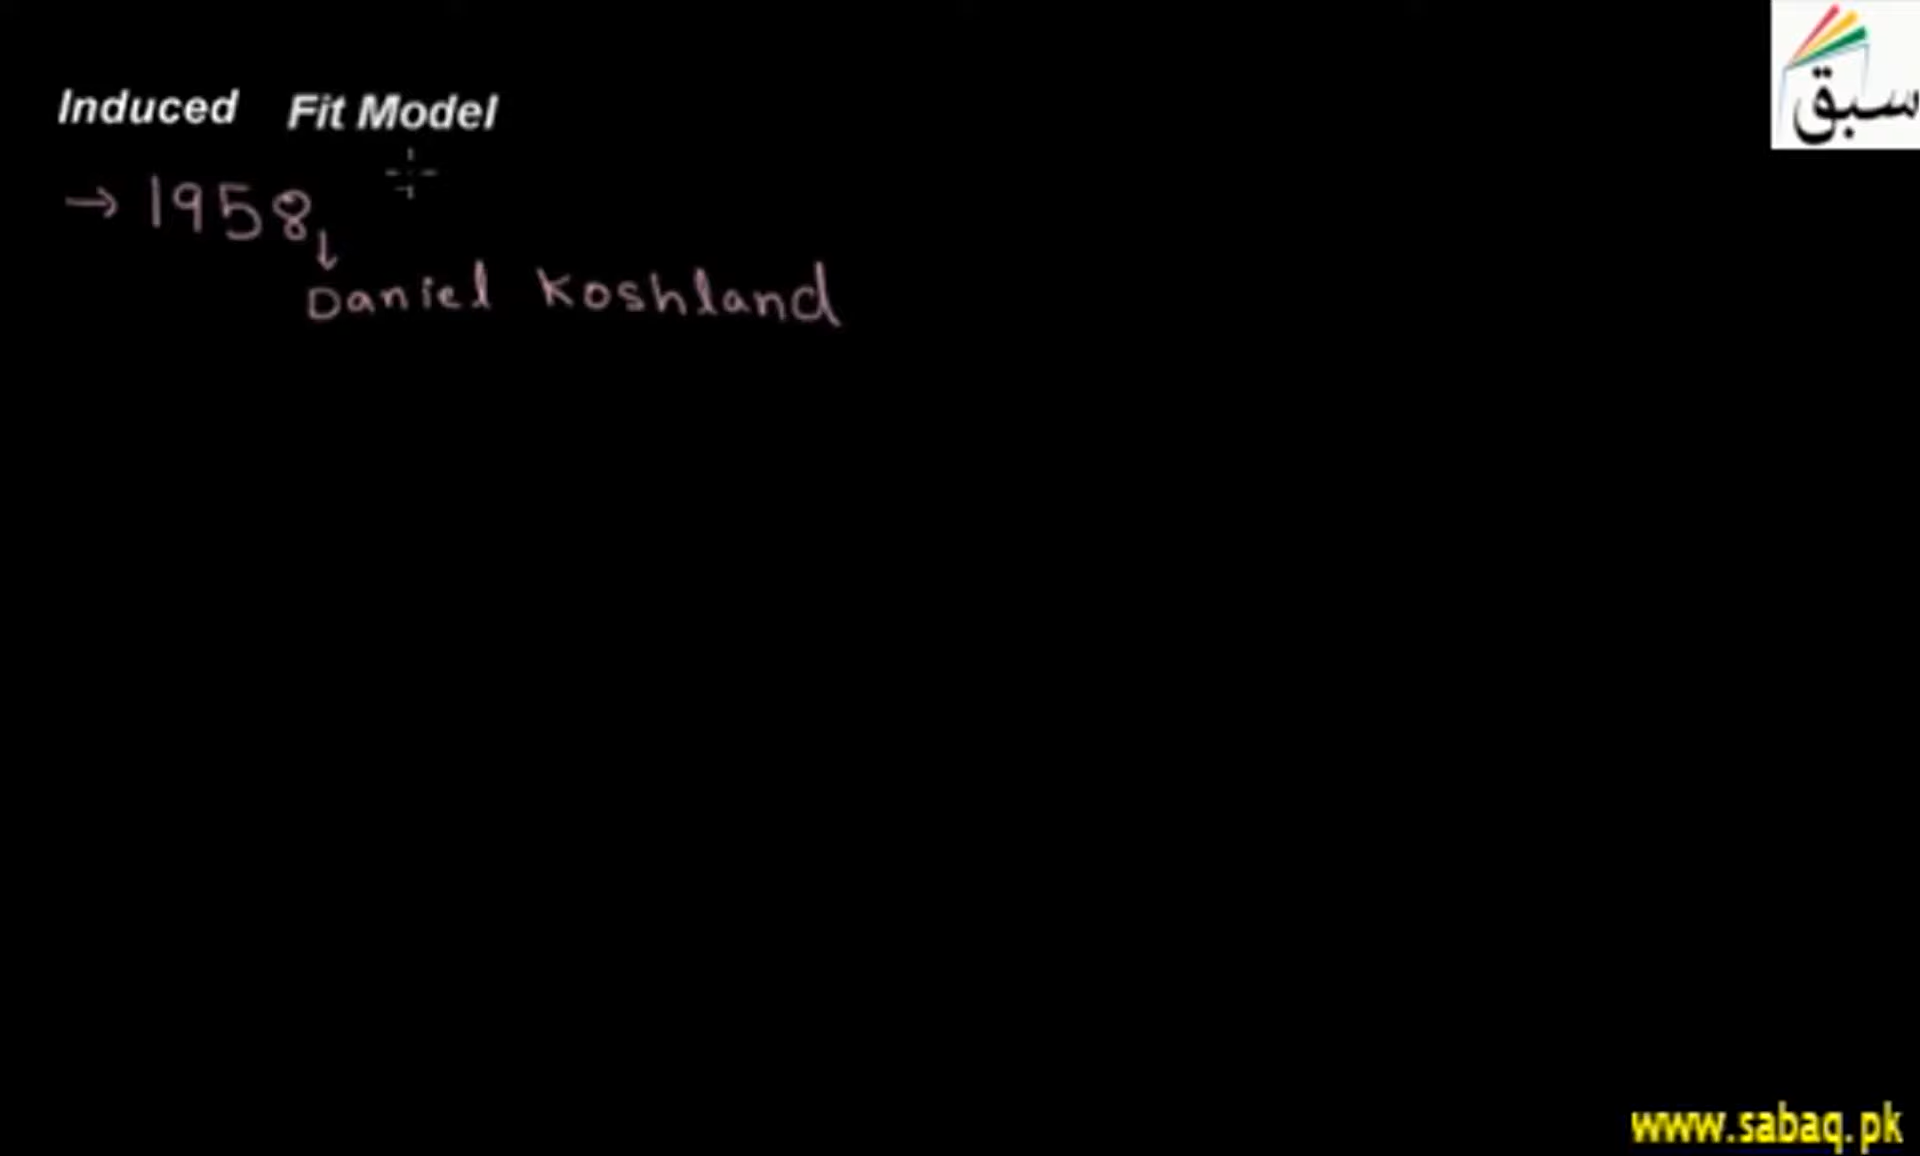 Induced Fit Model
→ 1958
↓
Daniel Koshland
سبق
www.sabaq.pk